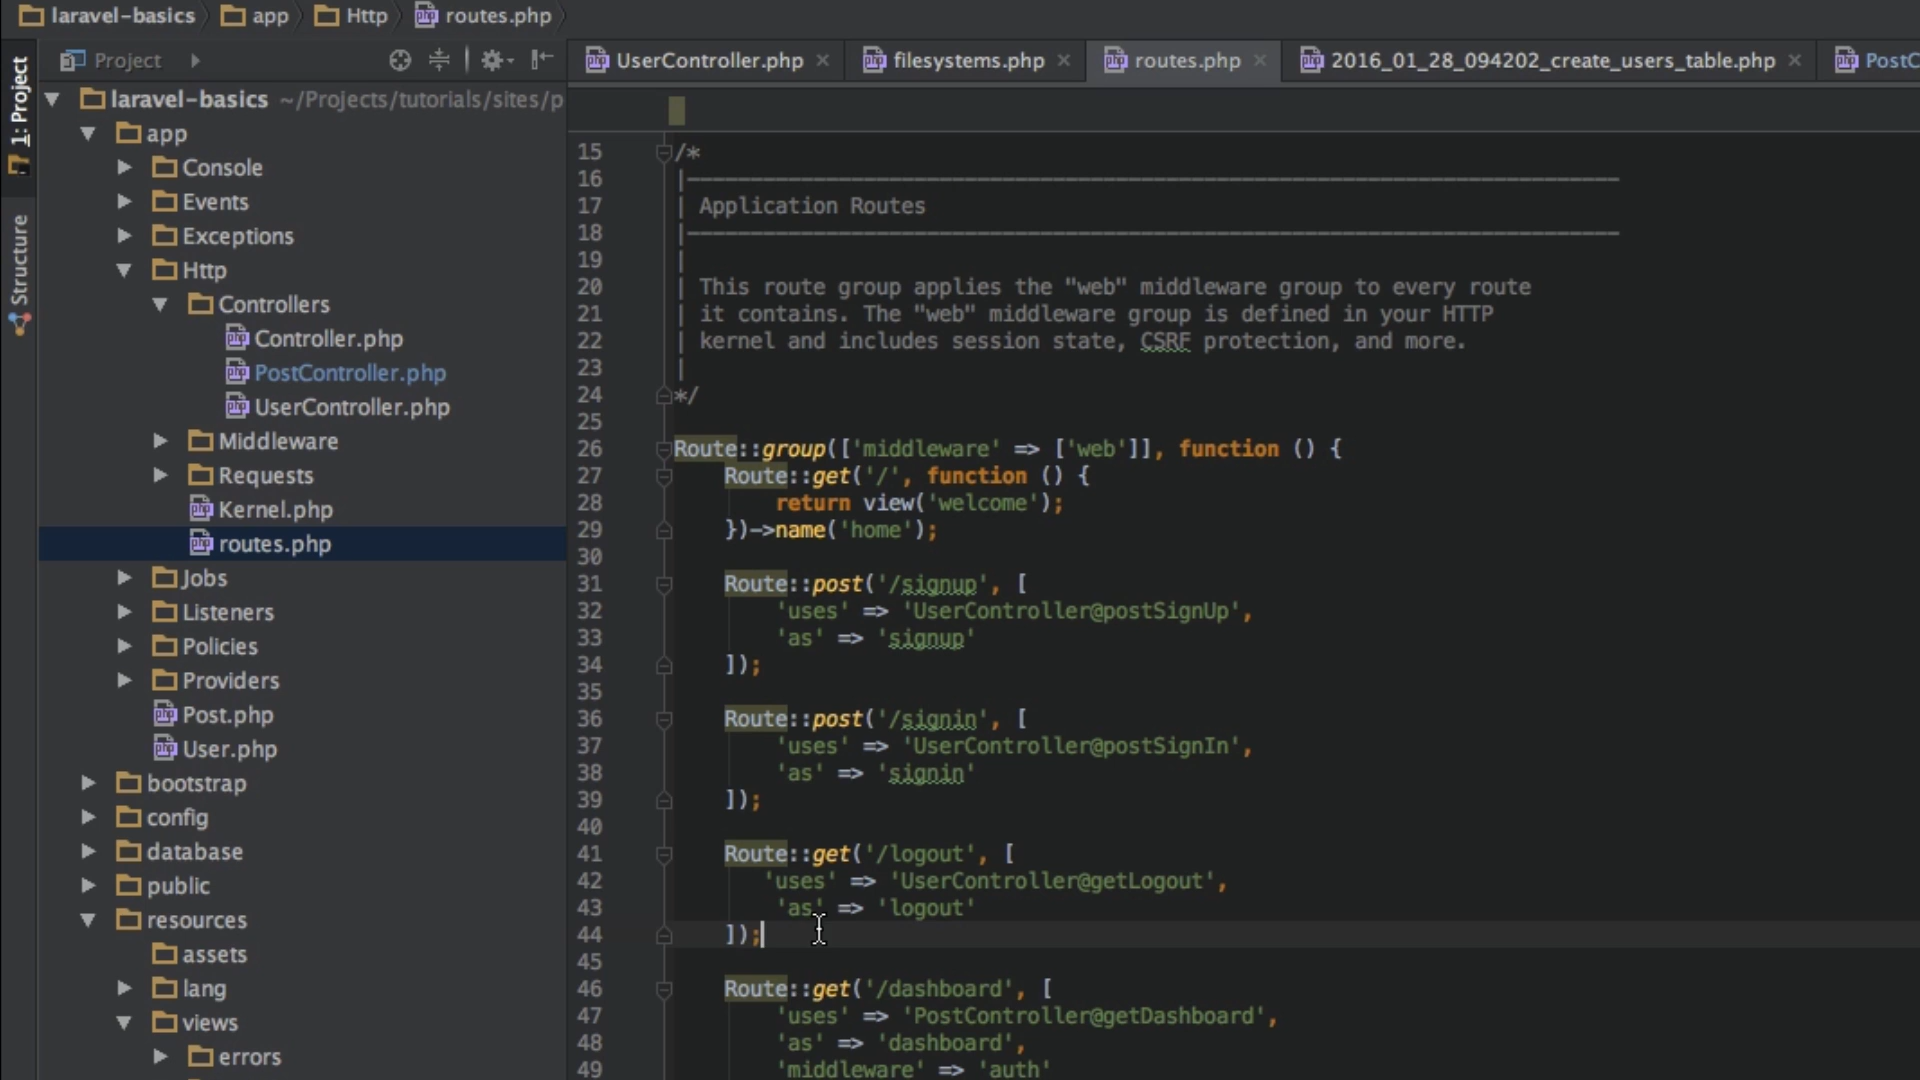 laravel-basics app Http routes.php
1: Project
Structure
Project
laravel-basics ~/Projects/tutorials/sites/p
app
Console
Events
Exceptions
Http
Controllers
Controller.php
PostController.php
UserController.php
Middleware
Requests
Kernel.php
routes.php
Jobs
Listeners
Policies
Providers
Post.php
User.php
bootstrap
config
database
public
resources
assets
lang
views
errors
UserController.php filesystems.php routes.php 2016_01_28_094202_create_users_table.php PostC
15 /*
16 |--------------------------------------------------------------------------
17 | Application Routes
18 |--------------------------------------------------------------------------
19 |
20 | This route group applies the "web" middleware group to every route
21 | it contains. The "web" middleware group is defined in your HTTP
22 | kernel and includes session state, CSRF protection, and more.
23 |
24 */
25
26 Route::group(['middleware' => ['web']], function () {
27     Route::get('/', function () {
28         return view('welcome');
29     })->name('home');
30
31     Route::post('/signup', [
32         'uses' => 'UserController@postSignUp',
33         'as' => 'signup'
34     ]);
35
36     Route::post('/signin', [
37         'uses' => 'UserController@postSignIn',
38         'as' => 'signin'
39     ]);
40
41     Route::get('/logout', [
42        'uses' => 'UserController@getLogout',
43         'as' => 'logout'
44     ]);
45
46     Route::get('/dashboard', [
47         'uses' => 'PostController@getDashboard',
48         'as' => 'dashboard',
49         'middleware' => 'auth'